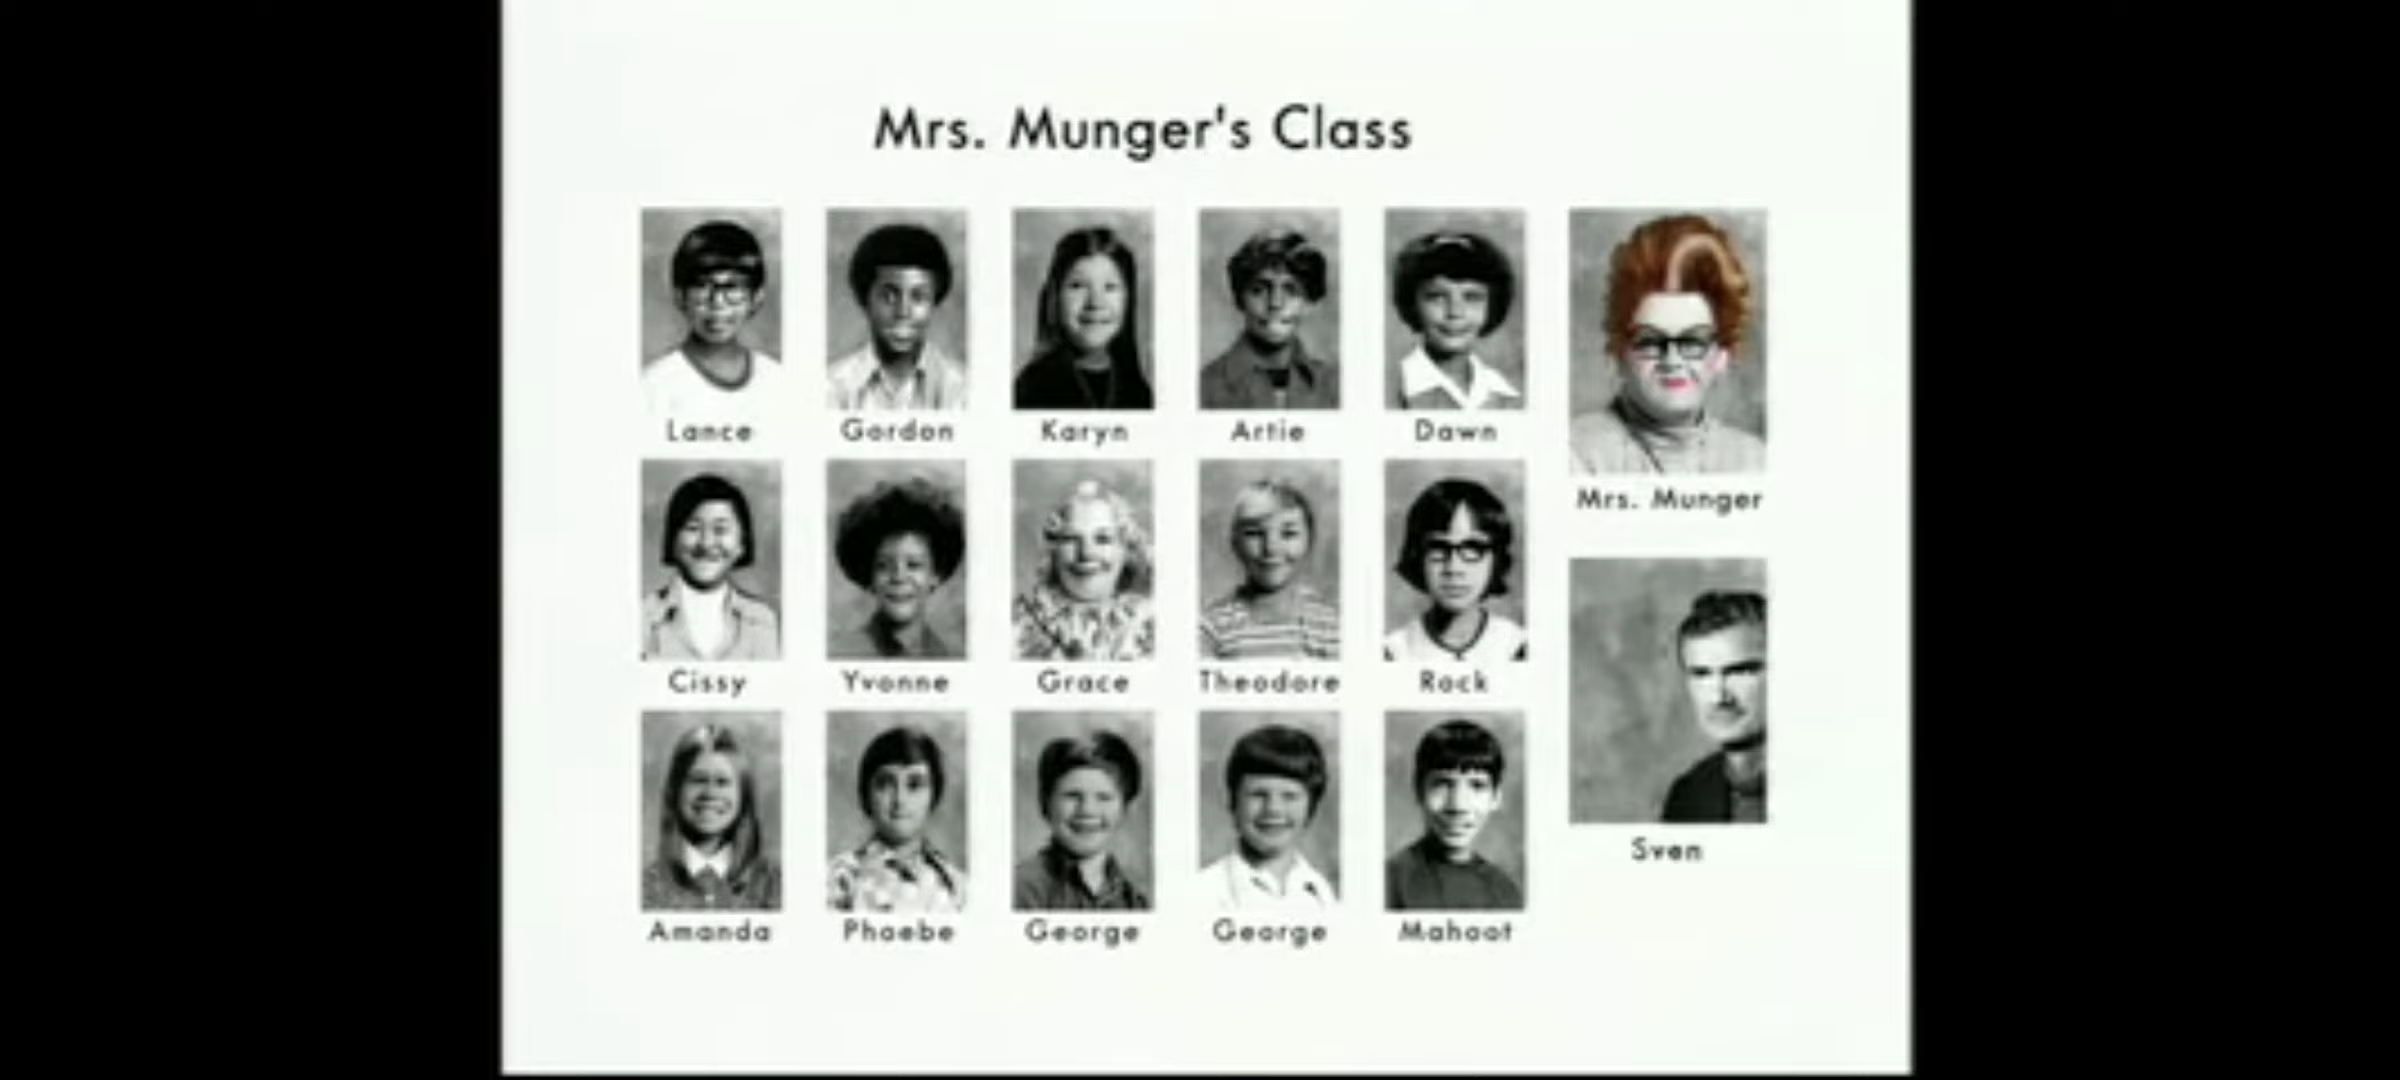 Mrs. Munger's Class
Lance Gordon Karyn Artie Dawn
Mrs. Munger
Cissy Yvonne Grace Theodore Rock
Sven
Amanda Phoebe George George Mahoot